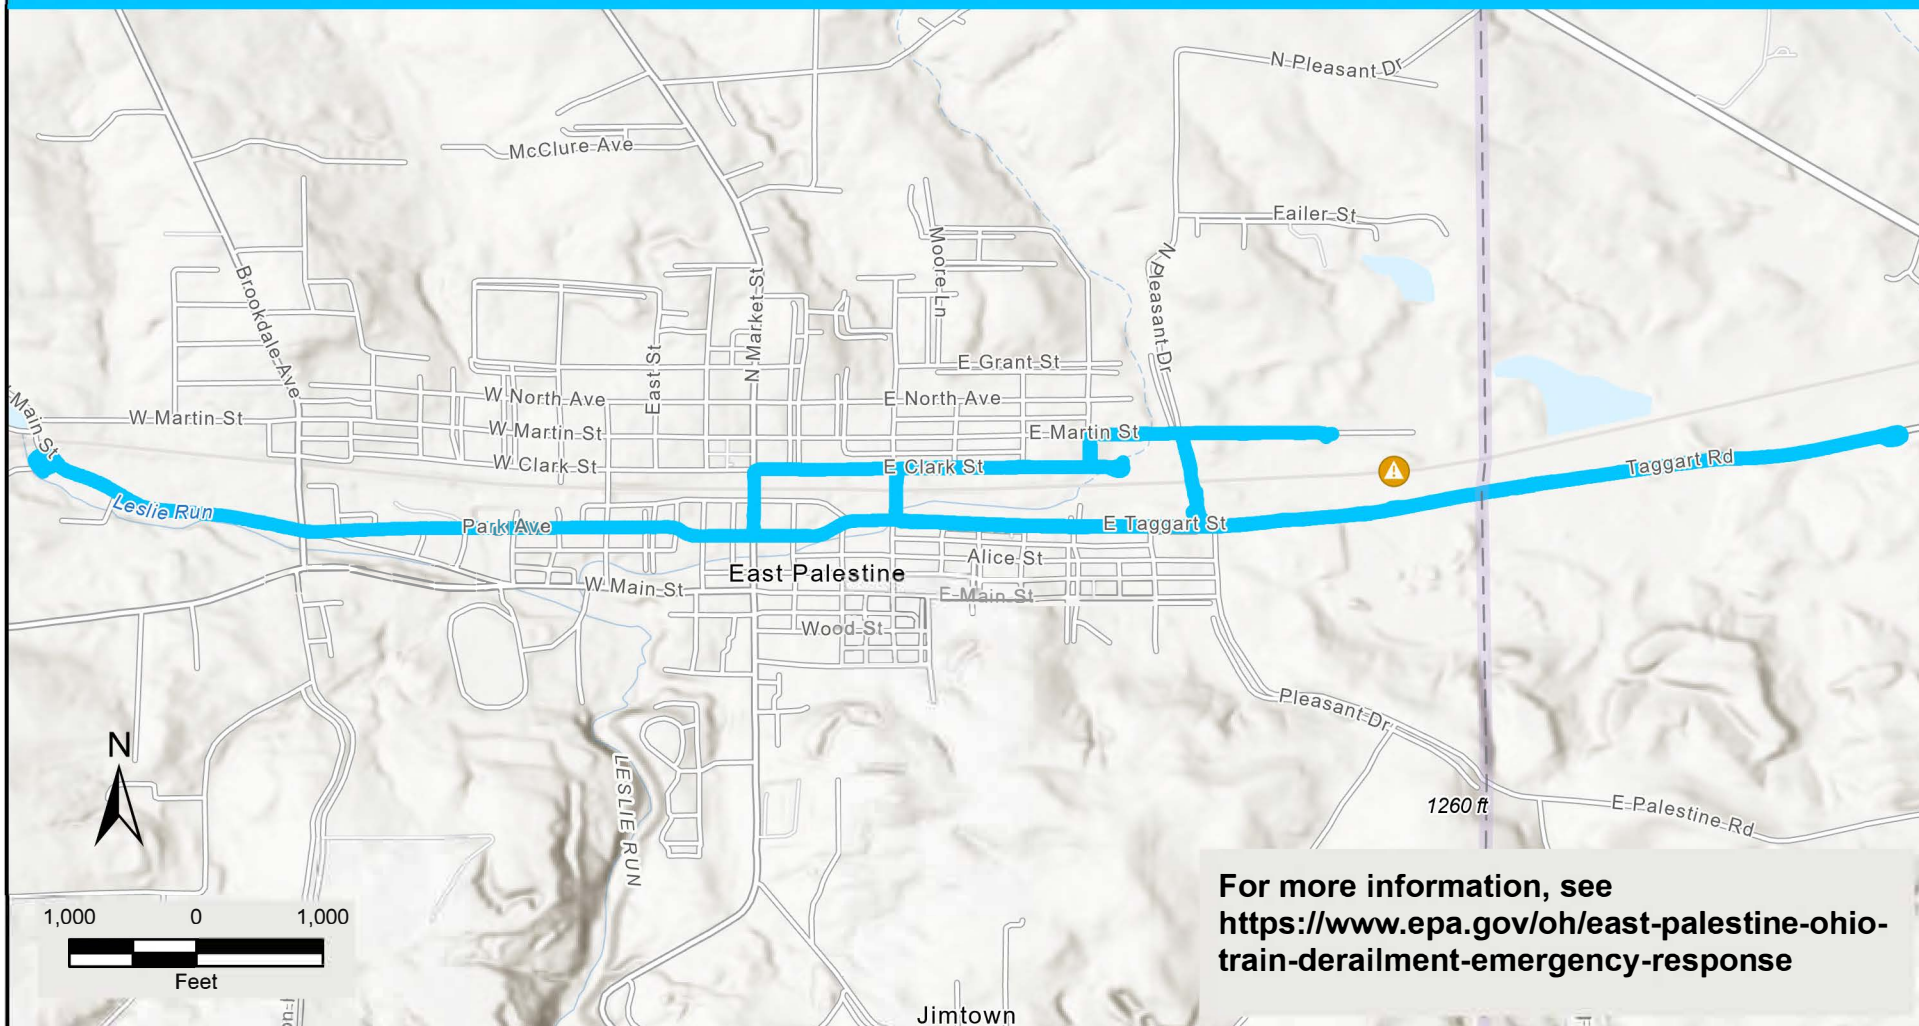 N Pleasant Dr
McClure Ave
Failer St
Moore Ln
N Pleasant Dr
Brookdale Ave
N Market St
East St
E Grant St
W North Ave
E North Ave
Main St
W Martin St
W Martin St
E Martin St
W Clark St
E Clark St
Taggart Rd
Leslie Run
Park Ave
E Taggart St
Alice St
East Palestine
W Main St
E Main St
Wood St
Pleasant Dr
N
LESLIE RUN
1260 ft
E Palestine Rd
For more information, see
https://www.epa.gov/oh/east-palestine-ohio-
train-derailment-emergency-response
1,000 0 1,000
Feet
Jimtown